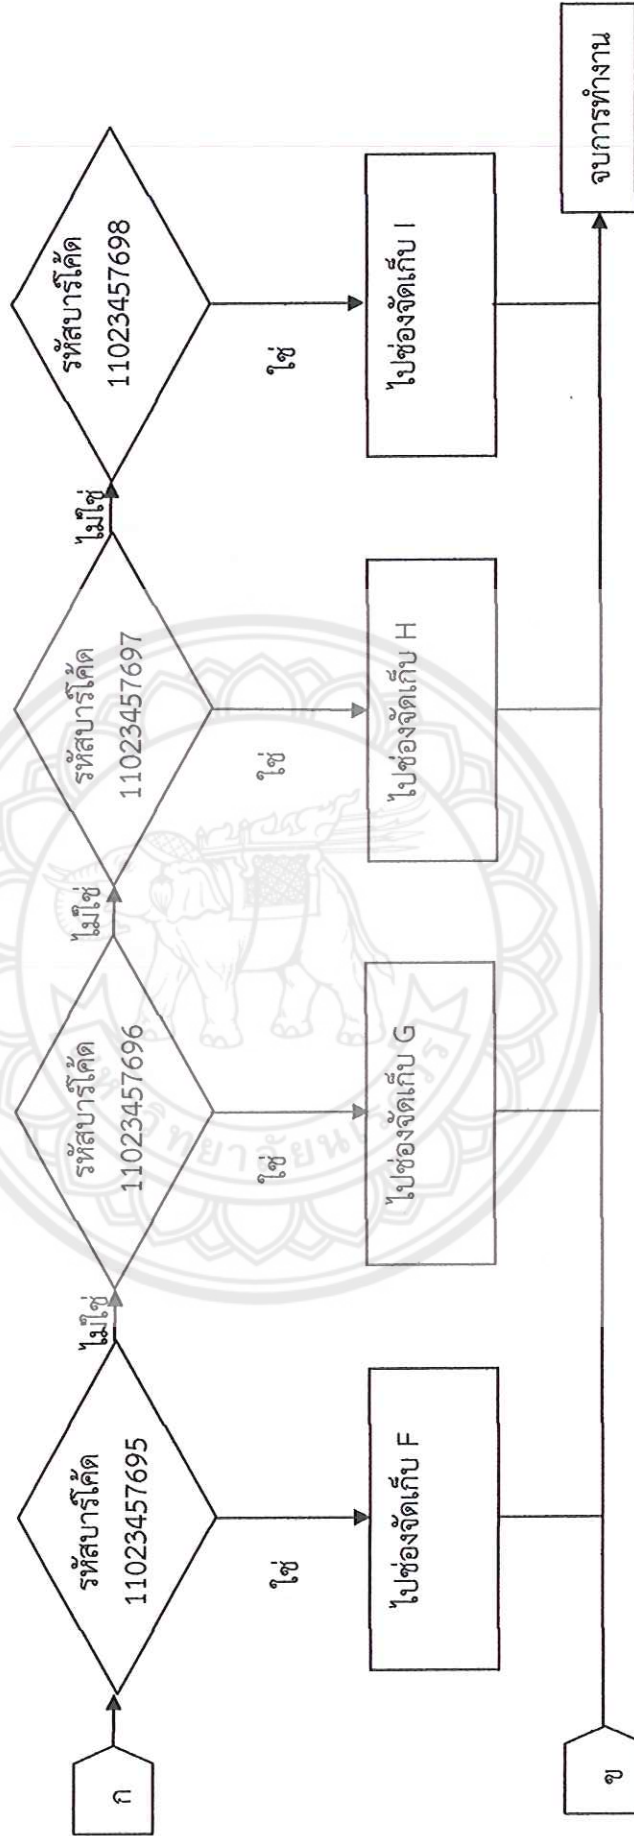 ก
รหัสบาร์โค้ด
11023457695
ไม่ใช่
รหัสบาร์โค้ด
11023457696
ไม่ใช่
รหัสบาร์โค้ด
11023457697
ไม่ใช่
รหัสบาร์โค้ด
11023457698
ใช่
ใช่
ใช่
ใช่
ไปช่องจัดเก็บ F
ไปช่องจัดเก็บ G
ไปช่องจัดเก็บ H
ไปช่องจัดเก็บ I
ข
จบการทำงาน